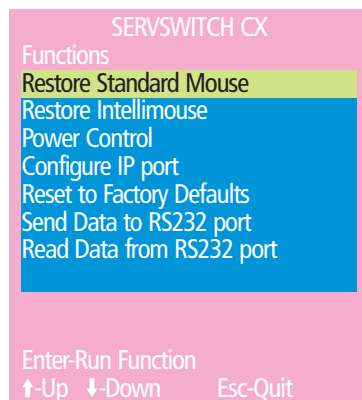 SERVSWITCH CX
Functions
Restore Standard Mouse
Restore Intellimouse
Power Control
Configure IP port
Reset to Factory Defaults
Send Data to RS232 port
Read Data from RS232 port
Enter-Run Function
↑-Up ↓-Down Esc-Quit